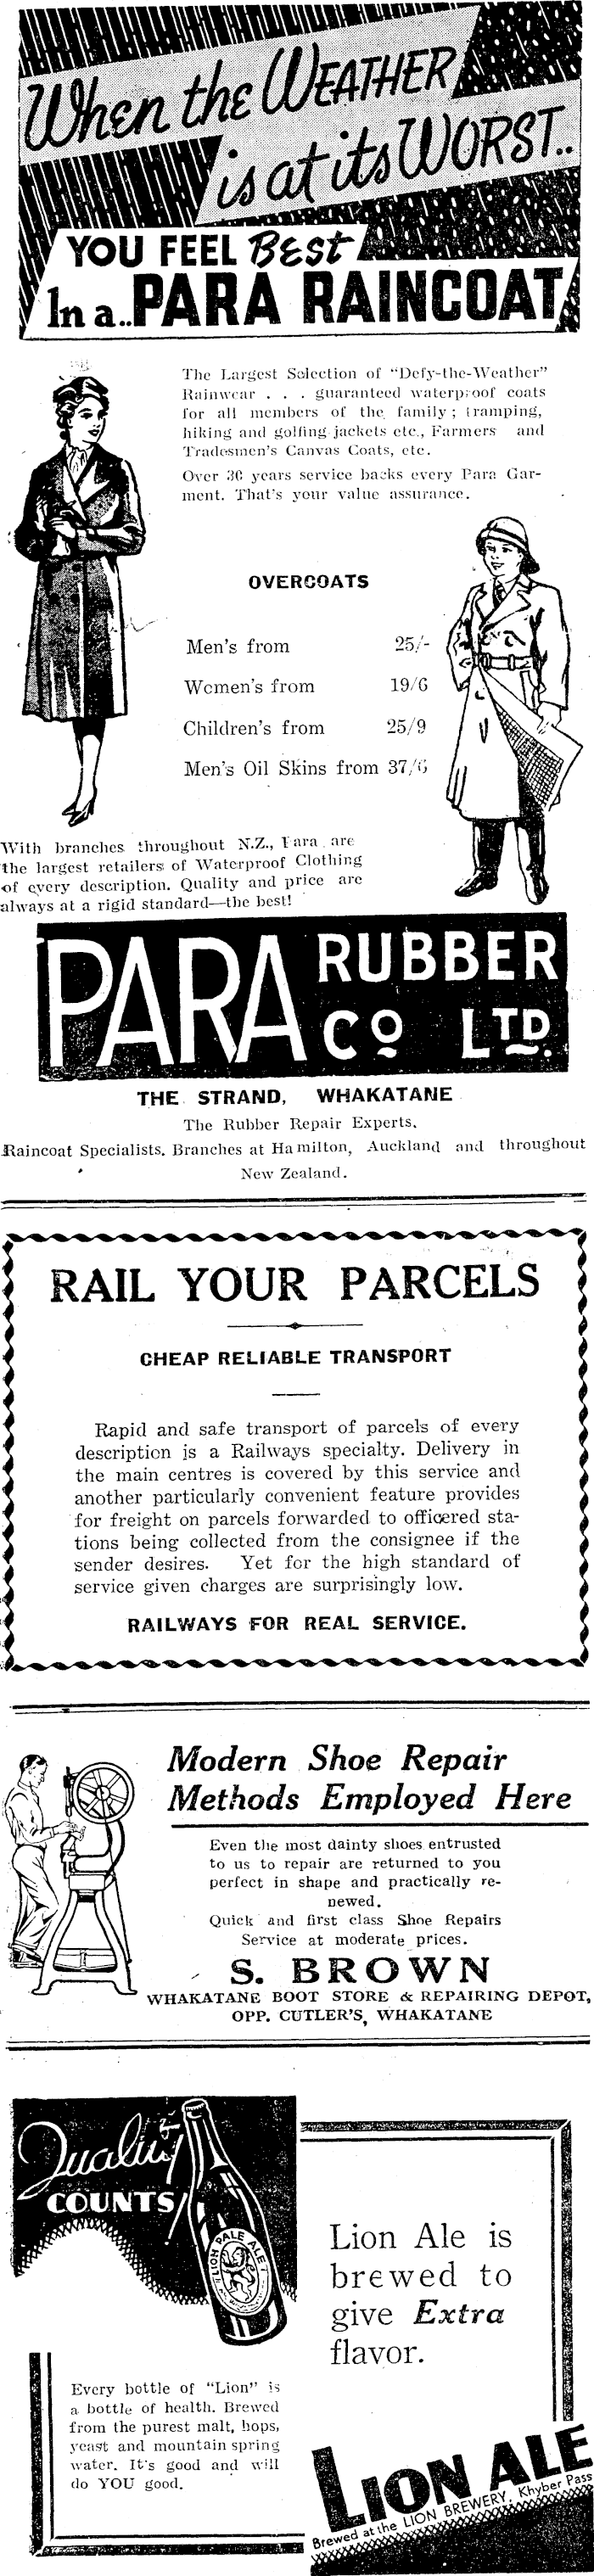 When the WEATHER
is at its WORST..
YOU FEEL Best
In a..PARA RAINCOAT
The Largest Selection of "Defy-the-Weather"
Rainwear . . . guaranteed waterproof coats
for all members of the family; tramping,
hiking and golfing jackets etc., Farmers and
Tradesmen's Canvas Coats, etc.
Over 30 years service backs every Para Gar-
ment. That's your value assurance.
OVERCOATS
Men's from 25/-
Women's from 19/6
Children's from 25/9
Men's Oil Skins from 37/6
With branches throughout N.Z., Para are
the largest retailers of Waterproof Clothing
of every description. Quality and price are
always at a rigid standard—the best!
PARA RUBBER
CO LTD.
THE STRAND, WHAKATANE
The Rubber Repair Experts.
Raincoat Specialists. Branches at Hamilton, Auckland and throughout
New Zealand.
RAIL YOUR PARCELS
CHEAP RELIABLE TRANSPORT
Rapid and safe transport of parcels of every
description is a Railways specialty. Delivery in
the main centres is covered by this service and
another particularly convenient feature provides
for freight on parcels forwarded to officered sta-
tions being collected from the consignee if the
sender desires. Yet for the high standard of
service given charges are surprisingly low.
RAILWAYS FOR REAL SERVICE.
Modern Shoe Repair
Methods Employed Here
Even the most dainty shoes entrusted
to us to repair are returned to you
perfect in shape and practically re-
newed.
Quick and first class Shoe Repairs
Service at moderate prices.
S. BROWN
WHAKATANE BOOT STORE & REPAIRING DEPOT,
OPP. CUTLER'S, WHAKATANE
Quality
COUNTS
LION PALE ALE
Lion Ale is
brewed to
give Extra
flavor.
Every bottle of "Lion" is
a bottle of health. Brewed
from the purest malt, hops,
yeast and mountain spring
water. It's good and will
do YOU good.
LION ALE
Brewed at the LION BREWERY, Khyber Pass